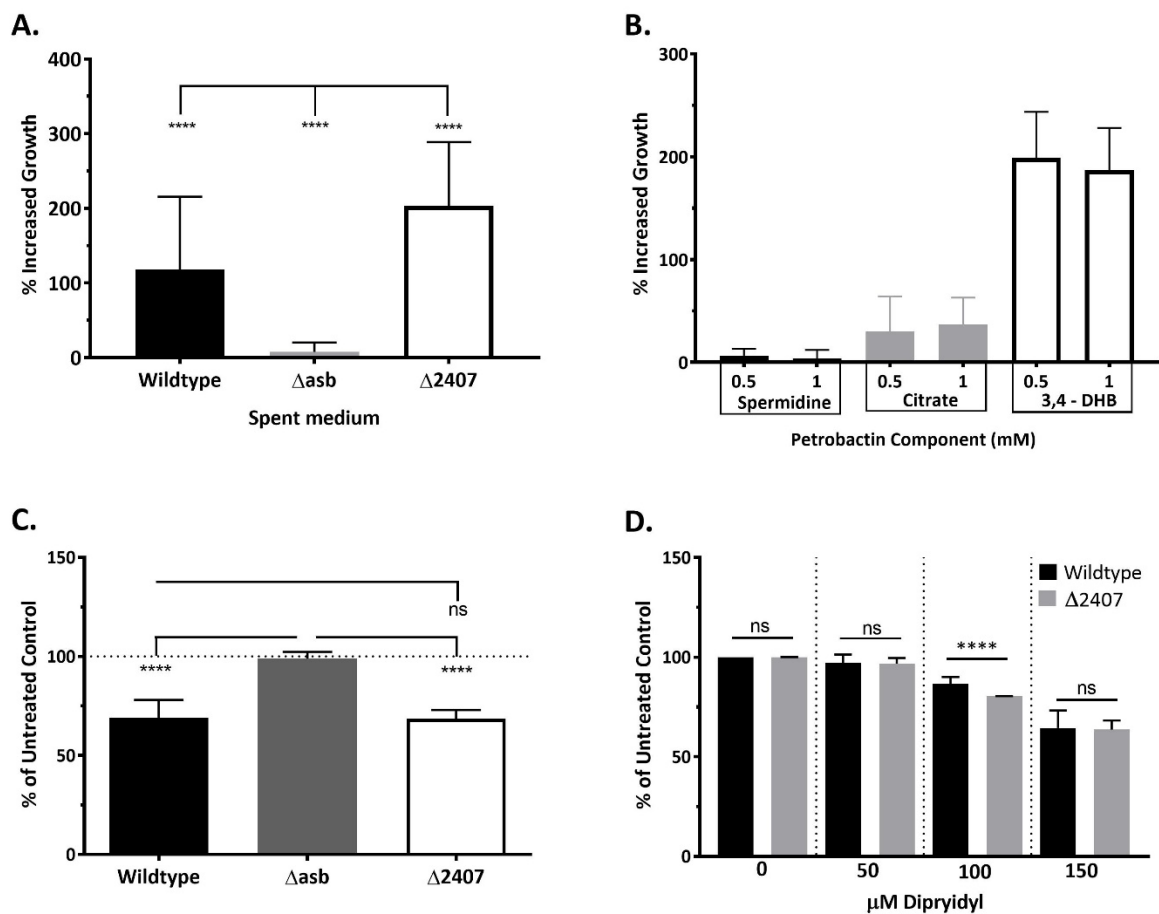 A.
% Increased Growth
400
300
200
100
0
**** **** ****
Wildtype Δasb Δ2407
Spent medium
B.
% Increased Growth
300
200
100
0
0.5 1 0.5 1 0.5 1
Spermidine Citrate 3,4 - DHB
Petrobactin Component (mM)
C.
% of Untreated Control
150
100
50
0
ns
**** ****
Wildtype Δasb Δ2407
D.
% of Untreated Control
150
100
50
0
Wildtype
Δ2407
ns ns **** ns
0 50 100 150
μM Dipryidyl